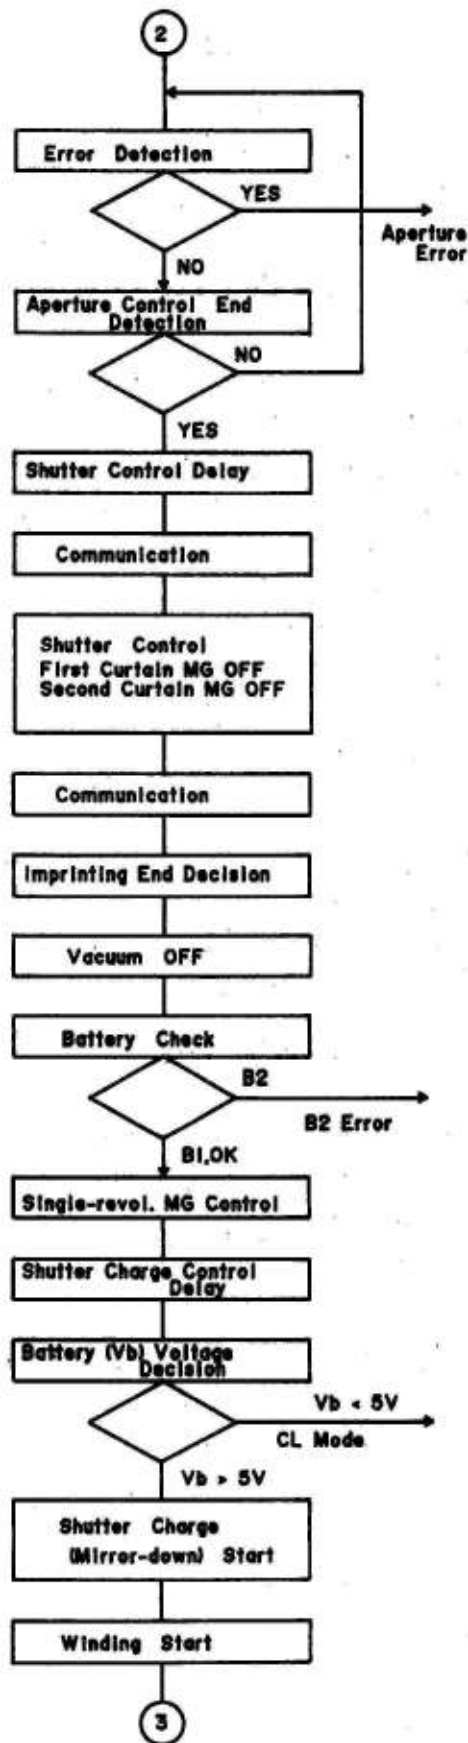 2
Error Detection
YES
Aperture
Error
NO
Aperture Control End
Detection
NO
YES
Shutter Control Delay
Communication
Shutter Control
First Curtain MG OFF
Second Curtain MG OFF
Communication
Imprinting End Decision
Vacuum OFF
Battery Check
B2
B2 Error
B1,OK
Single-revol. MG Control
Shutter Charge Control
Delay
Battery (Vb) Voltage
Decision
Vb < 5V
CL Mode
Vb > 5V
Shutter Charge
(Mirror-down) Start
Winding Start
3